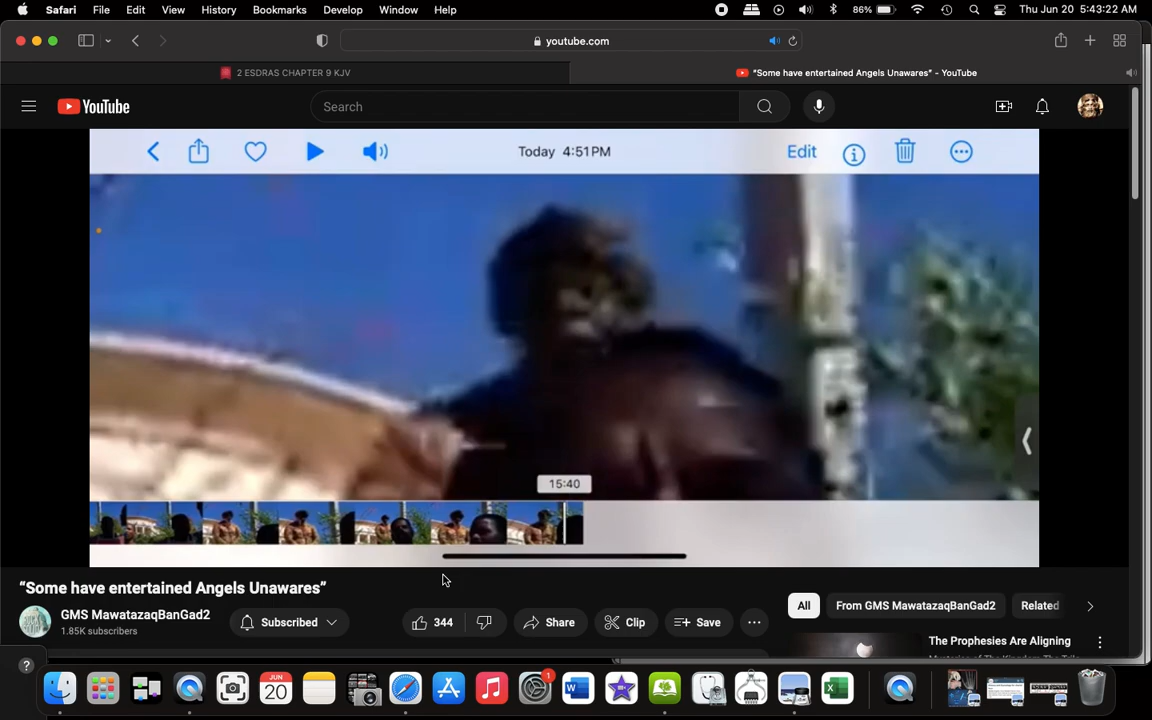 Safari File Edit View History Bookmarks Develop Window Help 86% Thu Jun 20 5:43:22 AM
youtube.com
2 ESDRAS CHAPTER 9 KJV "Some have entertained Angels Unawares" - YouTube
YouTube Search
Today 4:51PM Edit
15:40
“Some have entertained Angels Unawares”
All From GMS MawatazaqBanGad2 Related
GMS MawatazaqBanGad2
1.85K subscribers
Subscribed 344 Share Clip Save
The Prophesies Are Aligning
JUN
20
1
?